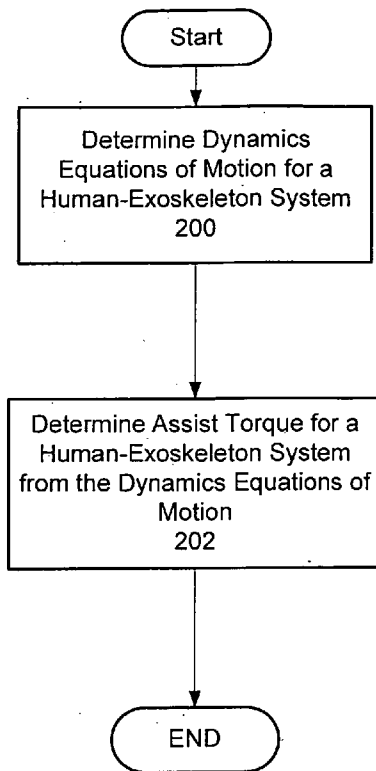 Start
Determine Dynamics
Equations of Motion for a
Human-Exoskeleton System
200
Determine Assist Torque for a
Human-Exoskeleton System
from the Dynamics Equations of
Motion
202
END